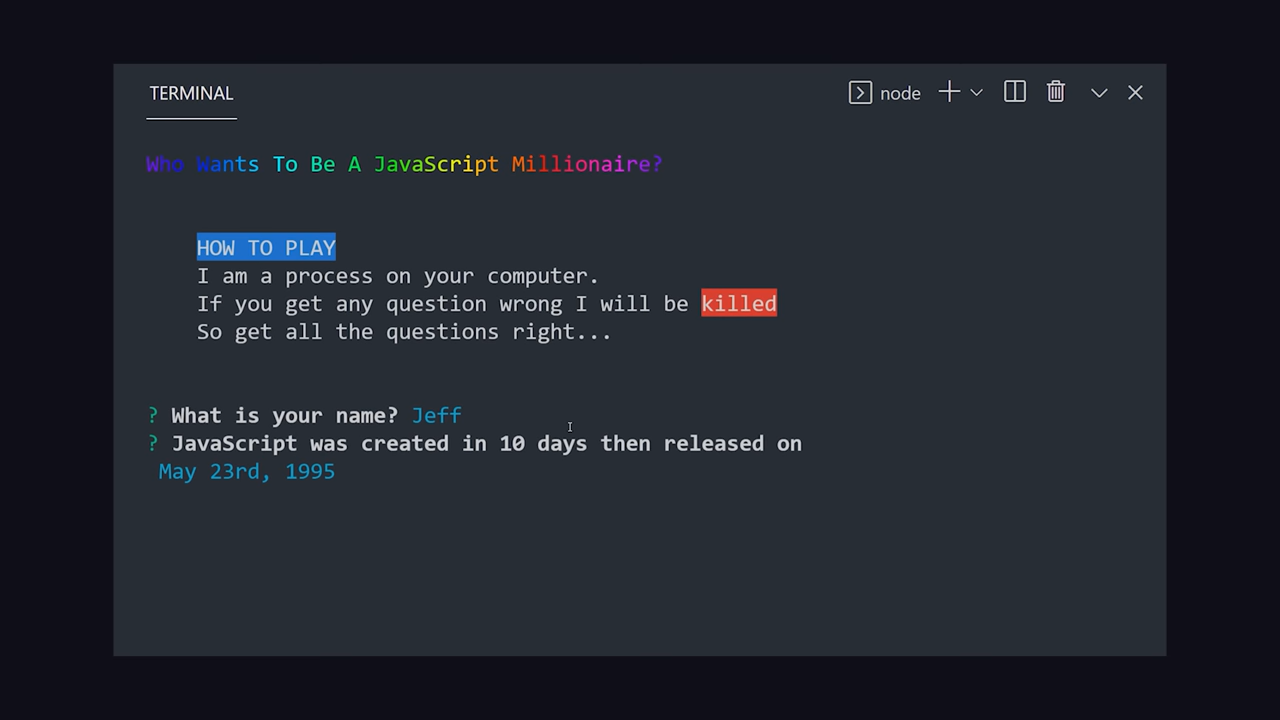 TERMINAL
node
Who Wants To Be A JavaScript Millionaire?
HOW TO PLAY
I am a process on your computer.
If you get any question wrong I will be killed
So get all the questions right...
? What is your name? Jeff
? JavaScript was created in 10 days then released on
May 23rd, 1995